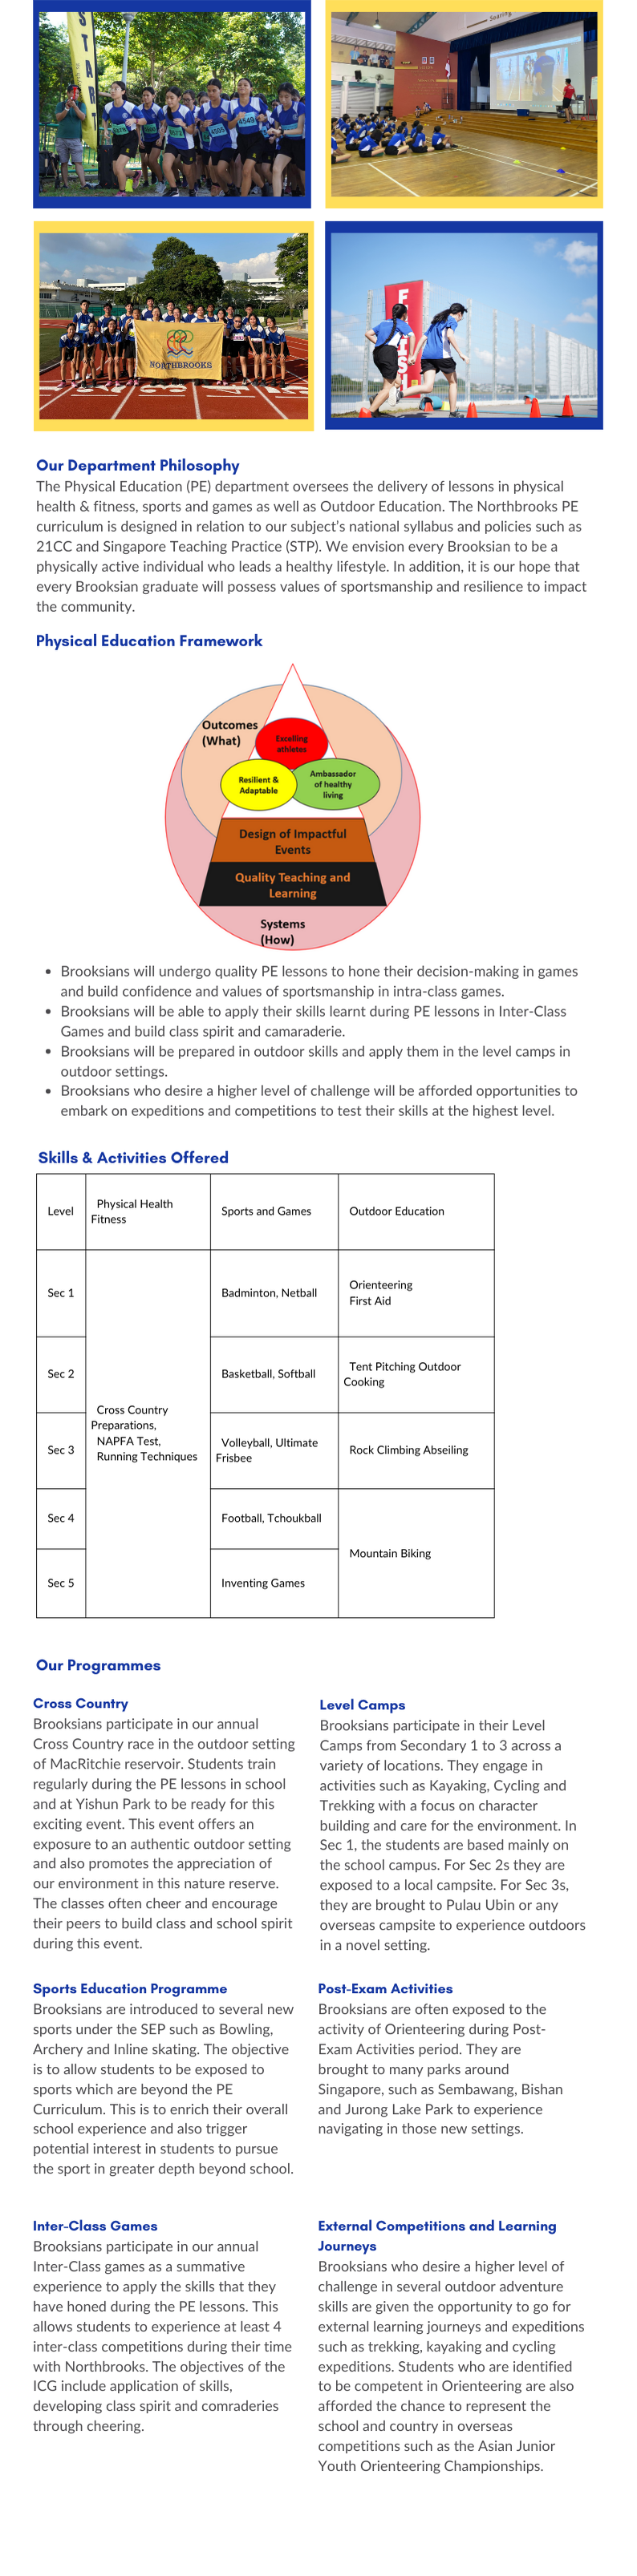 START
4549
4505
Soaring
NORTHBROOKS
Our Department Philosophy
The Physical Education (PE) department oversees the delivery of lessons in physical
health & fitness, sports and games as well as Outdoor Education. The Northbrooks PE
curriculum is designed in relation to our subject's national syllabus and policies such as
21CC and Singapore Teaching Practice (STP). We envision every Brooksian to be a
physically active individual who leads a healthy lifestyle. In addition, it is our hope that
every Brooksian graduate will possess values of sportsmanship and resilience to impact
the community.
Physical Education Framework
Outcomes
(What)
Excelling
athletes
Resilient &
Adaptable
Ambassador
of healthy
living
Design of Impactful
Events
Quality Teaching and
Learning
Systems
(How)
• Brooksians will undergo quality PE lessons to hone their decision-making in games
and build confidence and values of sportsmanship in intra-class games.
• Brooksians will be able to apply their skills learnt during PE lessons in Inter-Class
Games and build class spirit and camaraderie.
• Brooksians will be prepared in outdoor skills and apply them in the level camps in
outdoor settings.
• Brooksians who desire a higher level of challenge will be afforded opportunities to
embark on expeditions and competitions to test their skills at the highest level.
Skills & Activities Offered
Level
Physical Health
Fitness
Sports and Games
Outdoor Education
Sec 1
Badminton, Netball
Orienteering
First Aid
Sec 2
Basketball, Softball
Tent Pitching Outdoor
Cooking
Cross Country
Preparations,
NAPFA Test,
Running Techniques
Sec 3
Volleyball, Ultimate
Frisbee
Rock Climbing Abseiling
Sec 4
Football, Tchoukball
Mountain Biking
Sec 5
Inventing Games
Our Programmes
Cross Country
Brooksians participate in our annual
Cross Country race in the outdoor setting
of MacRitchie reservoir. Students train
regularly during the PE lessons in school
and at Yishun Park to be ready for this
exciting event. This event offers an
exposure to an authentic outdoor setting
and also promotes the appreciation of
our environment in this nature reserve.
The classes often cheer and encourage
their peers to build class and school spirit
during this event.
Level Camps
Brooksians participate in their Level
Camps from Secondary 1 to 3 across a
variety of locations. They engage in
activities such as Kayaking, Cycling and
Trekking with a focus on character
building and care for the environment. In
Sec 1, the students are based mainly on
the school campus. For Sec 2s they are
exposed to a local campsite. For Sec 3s,
they are brought to Pulau Ubin or any
overseas campsite to experience outdoors
in a novel setting.
Sports Education Programme
Brooksians are introduced to several new
sports under the SEP such as Bowling,
Archery and Inline skating. The objective
is to allow students to be exposed to
sports which are beyond the PE
Curriculum. This is to enrich their overall
school experience and also trigger
potential interest in students to pursue
the sport in greater depth beyond school.
Post-Exam Activities
Brooksians are often exposed to the
activity of Orienteering during Post-
Exam Activities period. They are
brought to many parks around
Singapore, such as Sembawang, Bishan
and Jurong Lake Park to experience
navigating in those new settings.
Inter-Class Games
Brooksians participate in our annual
Inter-Class games as a summative
experience to apply the skills that they
have honed during the PE lessons. This
allows students to experience at least 4
inter-class competitions during their time
with Northbrooks. The objectives of the
ICG include application of skills,
developing class spirit and comraderies
through cheering.
External Competitions and Learning
Journeys
Brooksians who desire a higher level of
challenge in several outdoor adventure
skills are given the opportunity to go for
external learning journeys and expeditions
such as trekking, kayaking and cycling
expeditions. Students who are identified
to be competent in Orienteering are also
afforded the chance to represent the
school and country in overseas
competitions such as the Asian Junior
Youth Orienteering Championships.